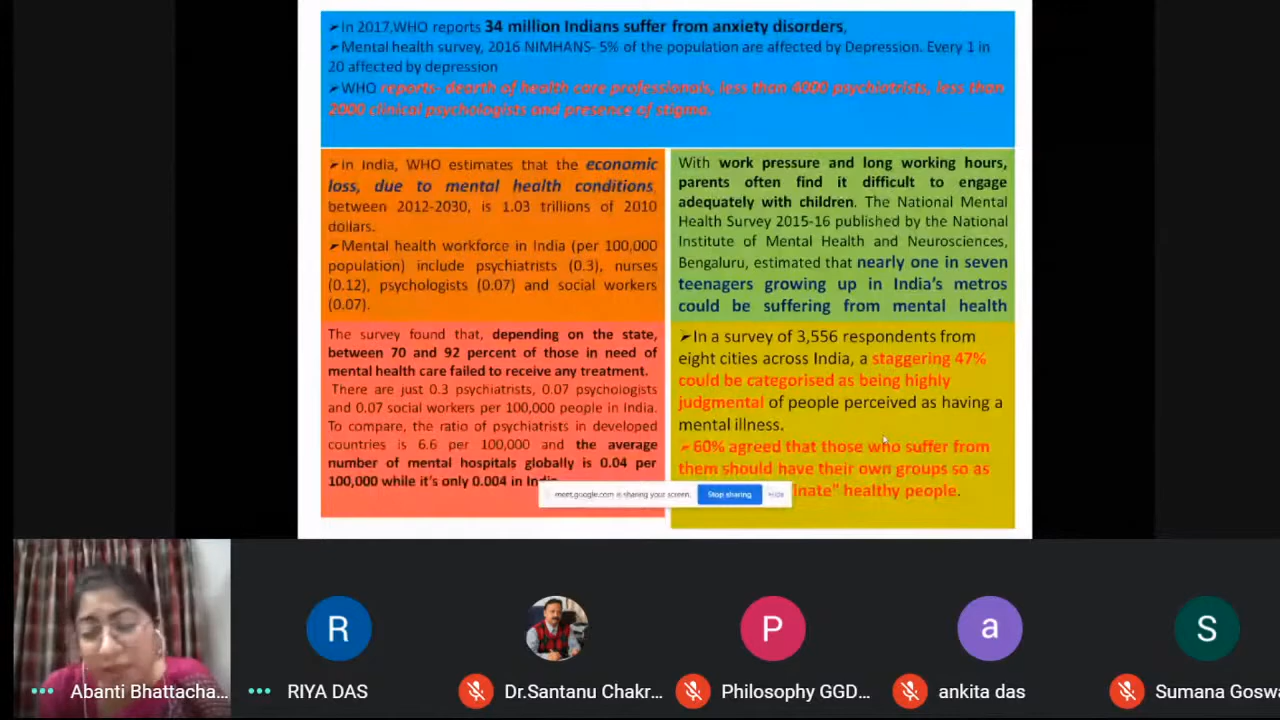 ➢In 2017,WHO reports 34 million Indians suffer from anxiety disorders,
➢Mental health survey, 2016 NIMHANS- 5% of the population are affected by Depression. Every 1 in
20 affected by depression
➢WHO reports- dearth of health care professionals, less than 4000 psychiatrists, less than
2000 clinical psychologists and presence of stigma.
➢In India, WHO estimates that the economic
loss, due to mental health conditions,
between 2012-2030, is 1.03 trillions of 2010
dollars.
➢Mental health workforce in India (per 100,000
population) include psychiatrists (0.3), nurses
(0.12), psychologists (0.07) and social workers
(0.07).
With work pressure and long working hours,
parents often find it difficult to engage
adequately with children. The National Mental
Health Survey 2015-16 published by the National
Institute of Mental Health and Neurosciences,
Bengaluru, estimated that nearly one in seven
teenagers growing up in India's metros
could be suffering from mental health
The survey found that, depending on the state,
between 70 and 92 percent of those in need of
mental health care failed to receive any treatment.
There are just 0.3 psychiatrists, 0.07 psychologists
and 0.07 social workers per 100,000 people in India.
To compare, the ratio of psychiatrists in developed
countries is 6.6 per 100,000 and the average
number of mental hospitals globally is 0.04 per
100,000 while it's only 0.004 in
➢In a survey of 3,556 respondents from
eight cities across India, a staggering 47%
could be categorised as being highly
judgmental of people perceived as having a
mental illness.
➢60% agreed that those who suffer from
them should have their own groups so as
inate" healthy people.
meet.google.com is sharing your screen.
Stop sharing
Hide
R
P
a
S
Abanti Bhattacha...
RIYA DAS
Dr.Santanu Chakr...
Philosophy GGD...
ankita das
Sumana Gosw